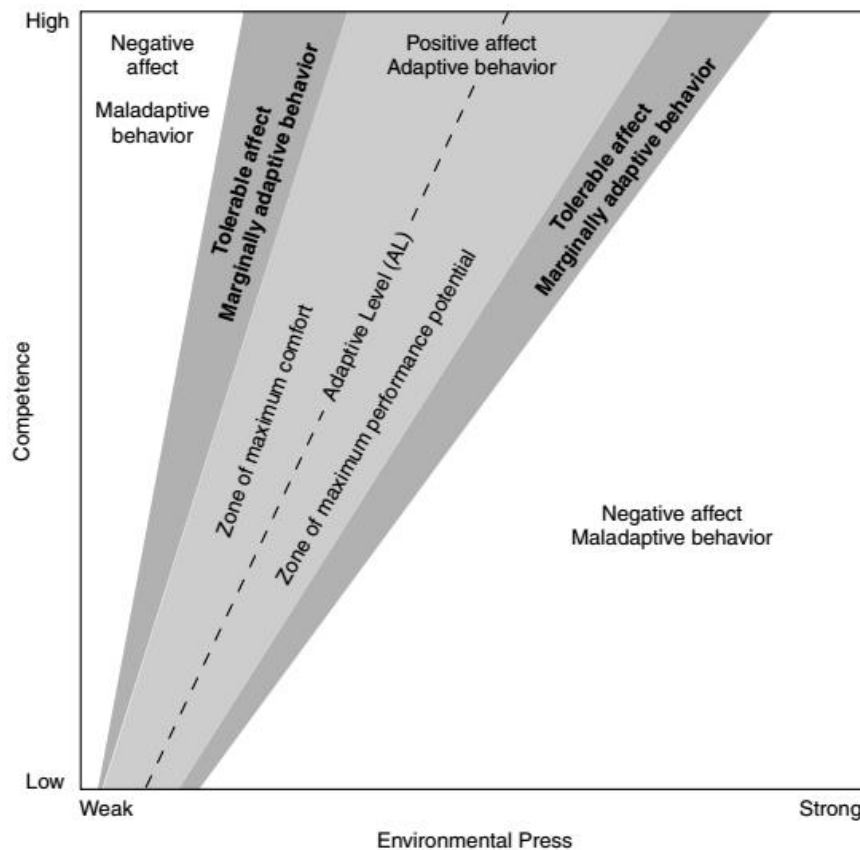 High
Negative
affect
Maladaptive
behavior
Tolerable affect
Marginally adaptive behavior
Positive affect
Adaptive behavior
Tolerable affect
Marginally adaptive behavior
Zone of maximum comfort
Adaptive Level (AL)
Zone of maximum performance potential
Negative affect
Maladaptive behavior
Competence
Low
Weak
Strong
Environmental Press